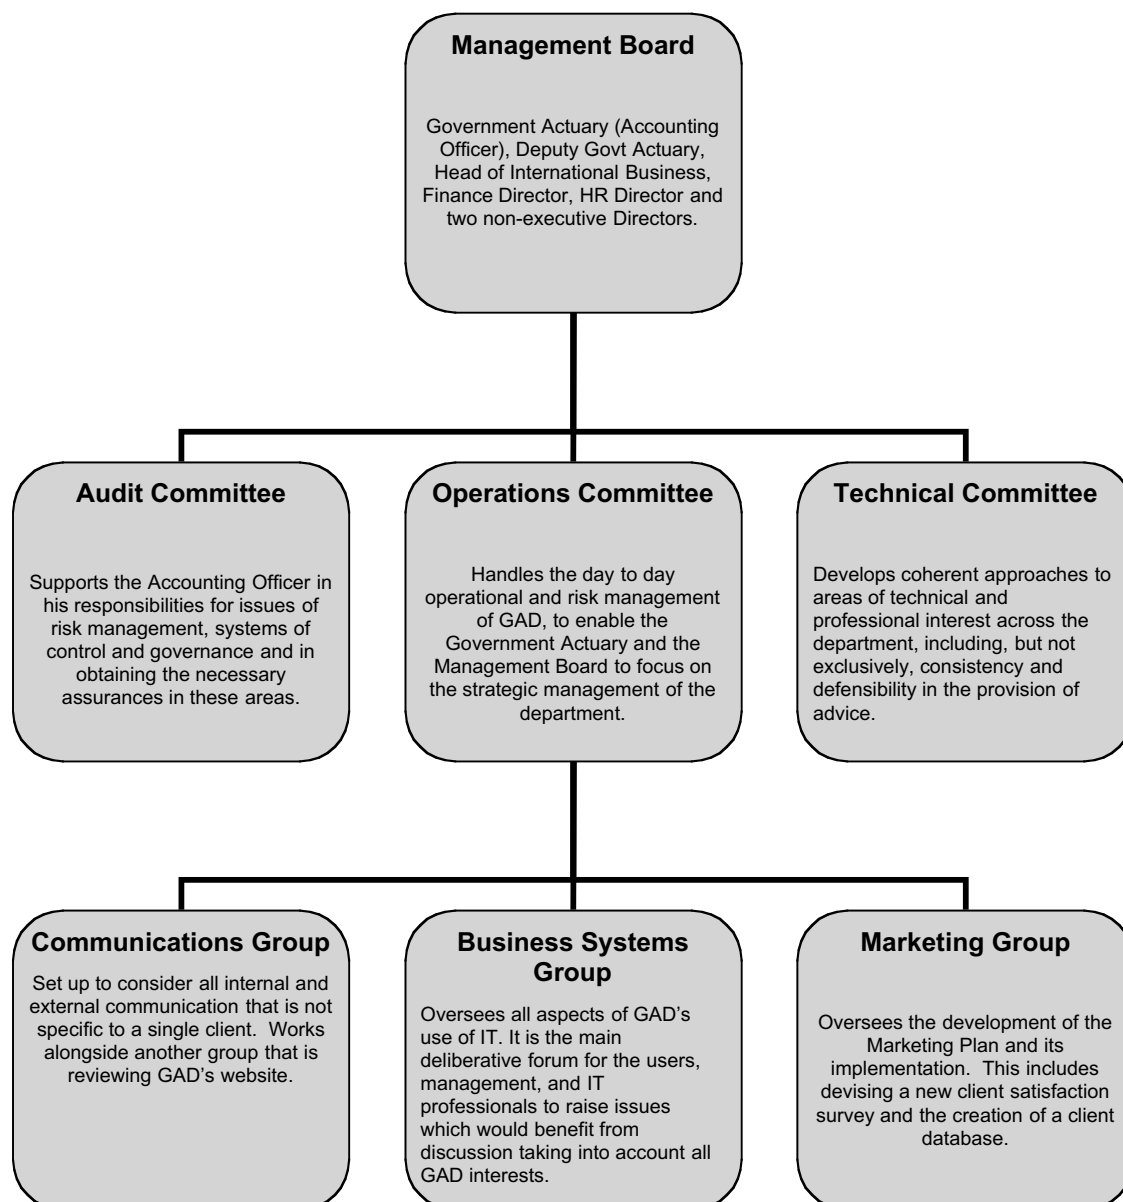 Management Board
Government Actuary (Accounting
Officer), Deputy Govt Actuary,
Head of International Business,
Finance Director, HR Director and
two non-executive Directors.
Audit Committee
Supports the Accounting Officer in
his responsibilities for issues of
risk management, systems of
control and governance and in
obtaining the necessary
assurances in these areas.
Operations Committee
Handles the day to day
operational and risk management
of GAD, to enable the
Government Actuary and the
Management Board to focus on
the strategic management of the
department.
Technical Committee
Develops coherent approaches to
areas of technical and
professional interest across the
department, including, but not
exclusively, consistency and
defensibility in the provision of
advice.
Communications Group
Set up to consider all internal and
external communication that is not
specific to a single client.  Works
alongside another group that is
reviewing GAD’s website.
Business Systems
Group
Oversees all aspects of GAD’s
use of IT. It is the main
deliberative forum for the users,
management, and IT
professionals to raise issues
which would benefit from
discussion taking into account all
GAD interests.
Marketing Group
Oversees the development of the
Marketing Plan and its
implementation.  This includes
devising a new client satisfaction
survey and the creation of a client
database.